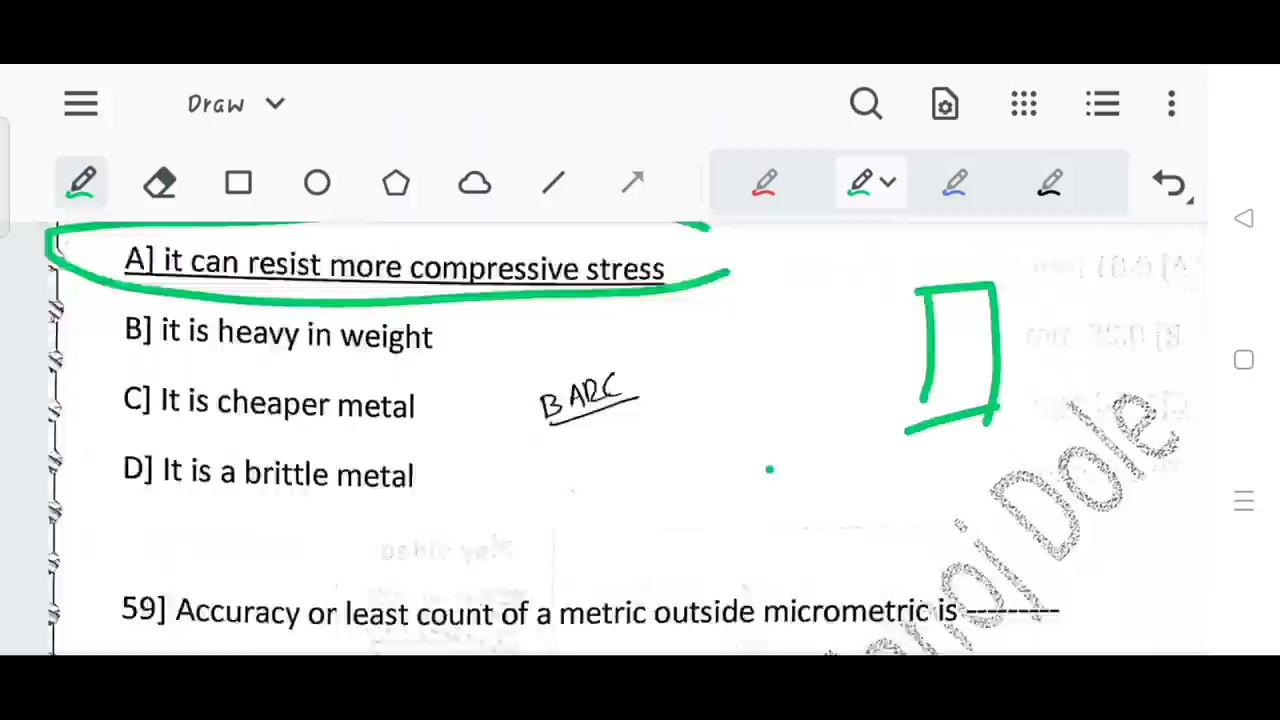 Draw
A] it can resist more compressive stress
B] it is heavy in weight
C] It is cheaper metal
BARC
D] It is a brittle metal
Dole
59] Accuracy or least count of a metric outside micrometric is ---------